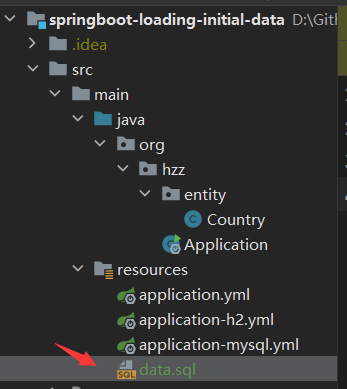 springboot-loading-initial-data D:\Gitl
.idea
src
main
java
org
hzz
entity
Country
Application
resources
application.yml
application-h2.yml
application-mysql.yml
data.sql